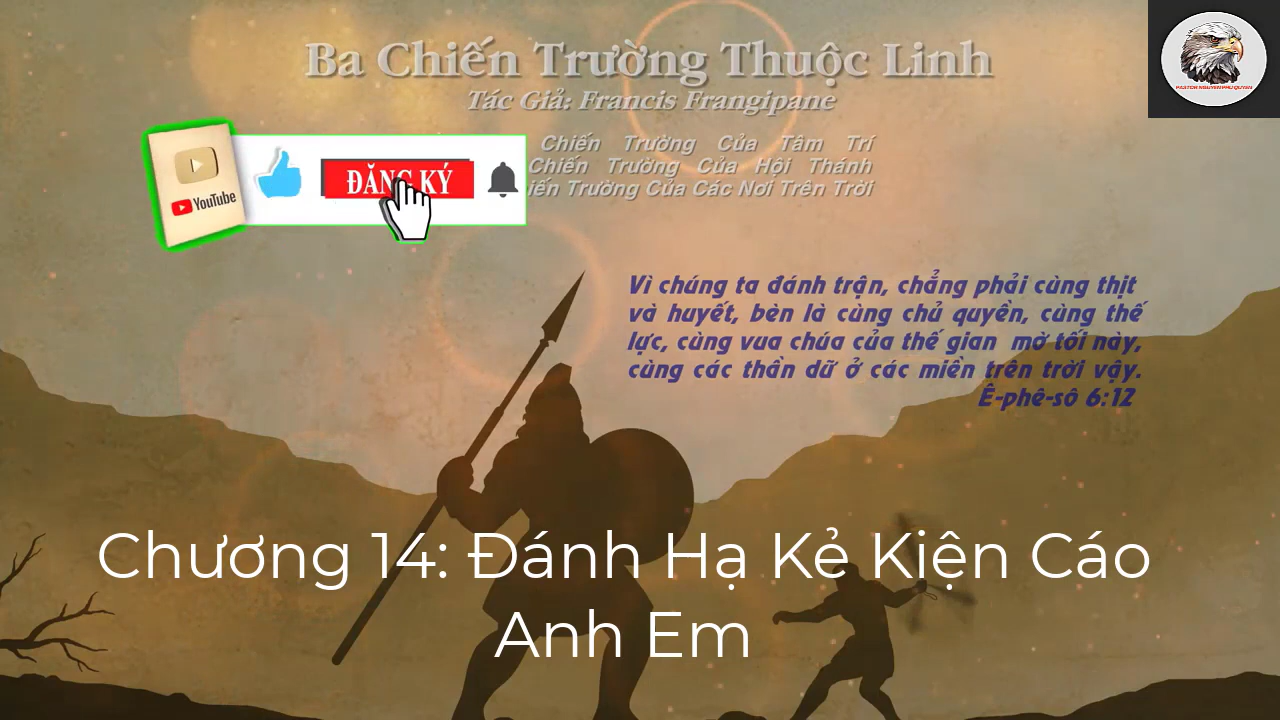 Ba Chiến Trường Thuộc Linh
Tác Giả: Francis Frangipane
Chiến Trường Của Tâm Trí
Chiến Trường Của Hội Thánh
Trường Của Các Nơi Trên Trời
YouTube
ĐĂNG KÝ
PASTOR NGUYEN PHU QUYEN
Vì chúng ta đánh trận, chẳng phải cùng thịt
và huyết, bèn là cùng chủ quyền, cùng thế
lực, cùng vua chúa của thế gian mờ tối này,
cùng các thần dữ ở các miền trên trời vậy.
Ê-phê-sô 6:12
Chương 14: Đánh Hạ Kẻ Kiện Cáo
Anh Em